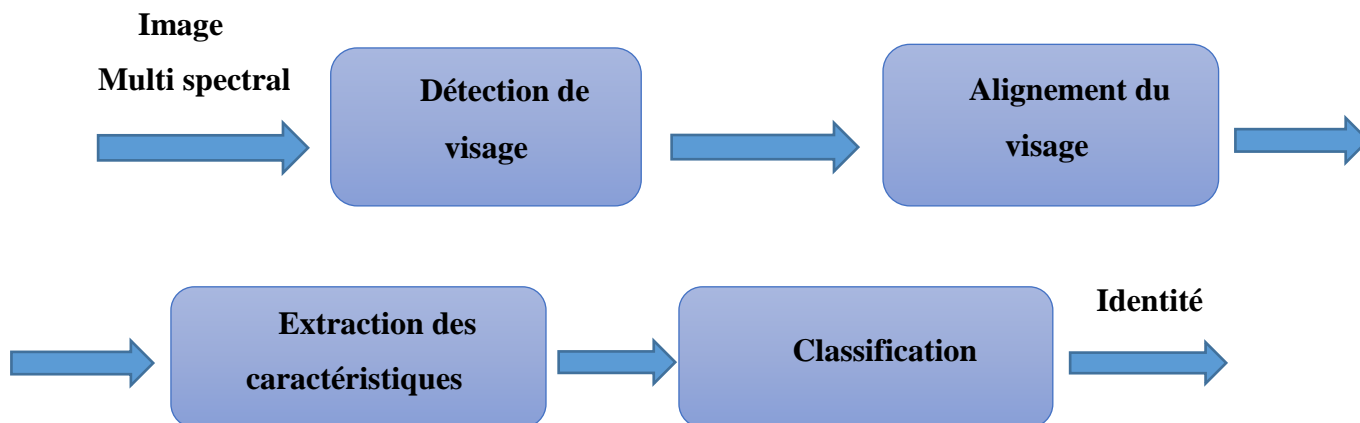 Image
Multi spectral
Détection de
visage
Alignement du
visage
Extraction des
caractéristiques
Classification
Identité